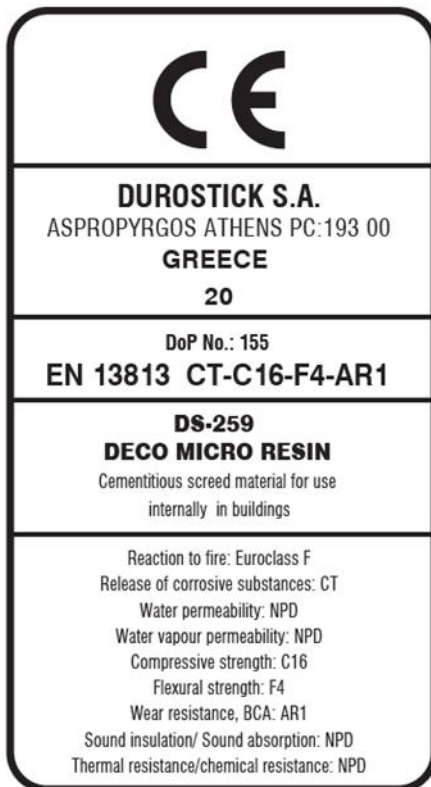 CE
DUROSTICK S.A.
ASPROPYRGOS ATHENS PC:193 00
GREECE
20
DoP No.: 155
EN 13813 CT-C16-F4-AR1
DS-259
DECO MICRO RESIN
Cementitious screed material for use
internally in buildings
Reaction to fire: Euroclass F
Release of corrosive substances: CT
Water permeability: NPD
Water vapour permeability: NPD
Compressive strength: C16
Flexural strength: F4
Wear resistance, BCA: AR1
Sound insulation/ Sound absorption: NPD
Thermal resistance/chemical resistance: NPD